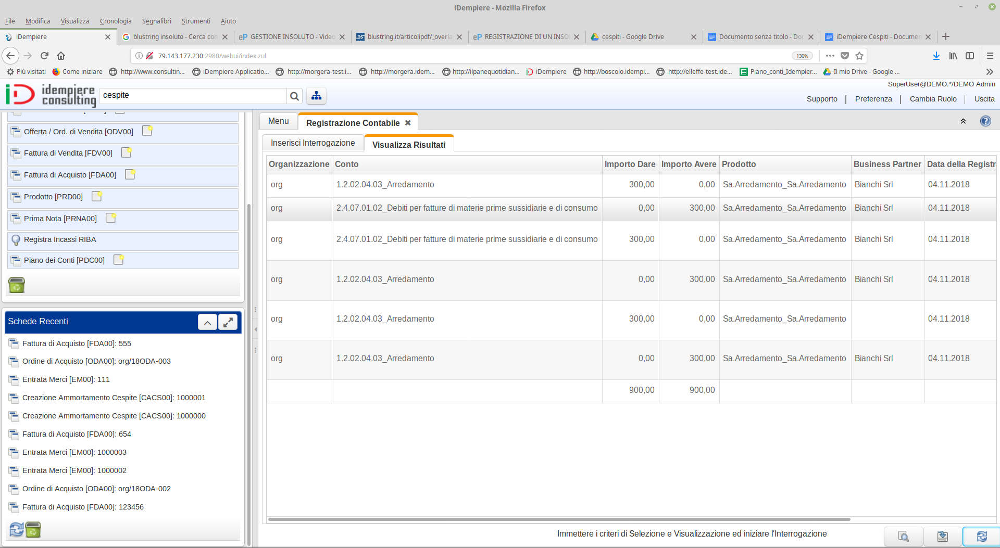 iDempiere - Mozilla Firefox
File Modifica Visualizza Cronologia Segnalibri Strumenti Aiuto
iDempiere
blustring insoluto - Cerca con
GESTIONE INSOLUTO - Video
blustring.it/articolipdf/_overla
REGISTRAZIONE DI UN INSO
cespiti - Google Drive
Documento senza titolo - Doc
iDempiere Cespiti - Documen
79.143.177.230:2980/webui/index.zul
130%
Più visitati
Come iniziare
http://www.consultin...
iDempiere Applicatio...
http://morgera-test.i...
http://morgera.idem...
http://ilpanequotidian...
iDempiere
http://boscolo.idempi...
http://elleffe-test.ide...
Piano_conti_Idempier...
Il mio Drive - Google ...
idempiere
consulting
cespite
SuperUser@DEMO.*/DEMO Admin
Supporto | Preferenza | Cambia Ruolo | Uscita
Offerta / Ord. di Vendita [ODV00]
Fattura di Vendita [FDV00]
Fattura di Acquisto [FDA00]
Prodotto [PRD00]
Prima Nota [PRNA00]
Registra Incassi RIBA
Piano dei Conti [PDC00]
Schede Recenti
Fattura di Acquisto [FDA00]: 555
Ordine di Acquisto [ODA00]: org/18ODA-003
Entrata Merci [EM00]: 111
Creazione Ammortamento Cespite [CACS00]: 1000001
Creazione Ammortamento Cespite [CACS00]: 1000000
Fattura di Acquisto [FDA00]: 654
Entrata Merci [EM00]: 1000003
Entrata Merci [EM00]: 1000002
Ordine di Acquisto [ODA00]: org/18ODA-002
Fattura di Acquisto [FDA00]: 123456
Menu
Registrazione Contabile
Inserisci Interrogazione
Visualizza Risultati
Organizzazione Conto Importo Dare Importo Avere Prodotto Business Partner Data della Registr
org 1.2.02.04.03_Arredamento 300,00 0,00 Sa.Arredamento_Sa.Arredamento Bianchi Srl 04.11.2018
org 2.4.07.01.02_Debiti per fatture di materie prime sussidiarie e di consumo 0,00 300,00 Sa.Arredamento_Sa.Arredamento Bianchi Srl 04.11.2018
org 2.4.07.01.02_Debiti per fatture di materie prime sussidiarie e di consumo 300,00 0,00 Sa.Arredamento_Sa.Arredamento Bianchi Srl 04.11.2018
org 1.2.02.04.03_Arredamento 0,00 300,00 Sa.Arredamento_Sa.Arredamento Bianchi Srl 04.11.2018
org 1.2.02.04.03_Arredamento 300,00 0,00 Sa.Arredamento_Sa.Arredamento 04.11.2018
org 1.2.02.04.03_Arredamento 0,00 300,00 Sa.Arredamento_Sa.Arredamento Bianchi Srl 04.11.2018
900,00 900,00
Immettere i criteri di Selezione e Visualizzazione ed iniziare l'Interrogazione